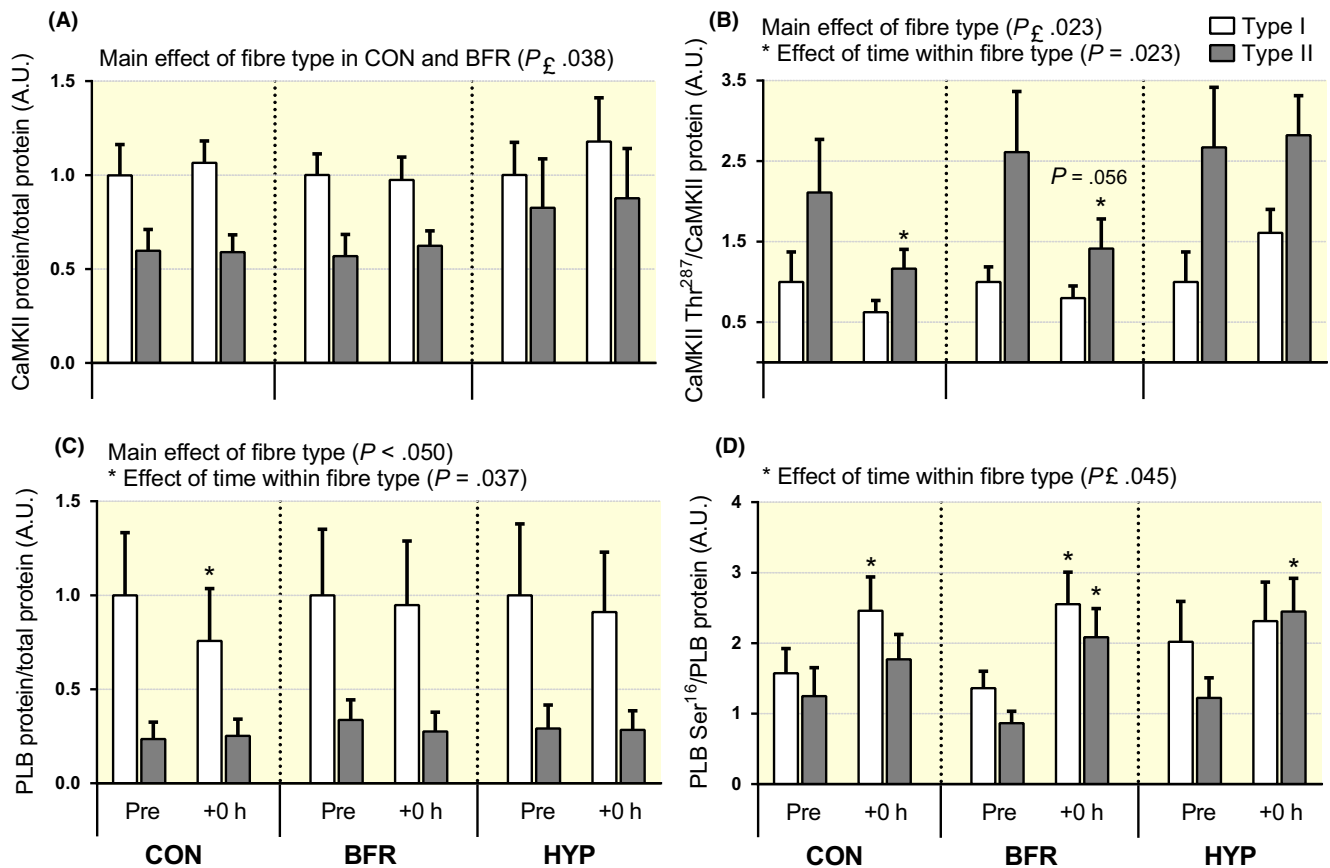 (A)
Main effect of fibre type in CON and BFR (P£ .038)
CaMKII protein/total protein (A.U.)
1.5
1.0
0.5
0.0
(B)
Main effect of fibre type (P£ .023)
* Effect of time within fibre type (P = .023)
Type I
Type II
CaMKII Thr²⁸⁷/CaMKII protein (A.U.)
3.5
2.5
1.5
0.5
P = .056
*
*
(C)
Main effect of fibre type (P < .050)
* Effect of time within fibre type (P = .037)
PLB protein/total protein (A.U.)
1.5
1.0
0.5
0.0
*
Pre +0 h Pre +0 h Pre +0 h
CON BFR HYP
(D)
* Effect of time within fibre type (P£ .045)
PLB Ser¹⁶/PLB protein (A.U.)
4
3
2
1
0
* * * *
Pre +0 h Pre +0 h Pre +0 h
CON BFR HYP